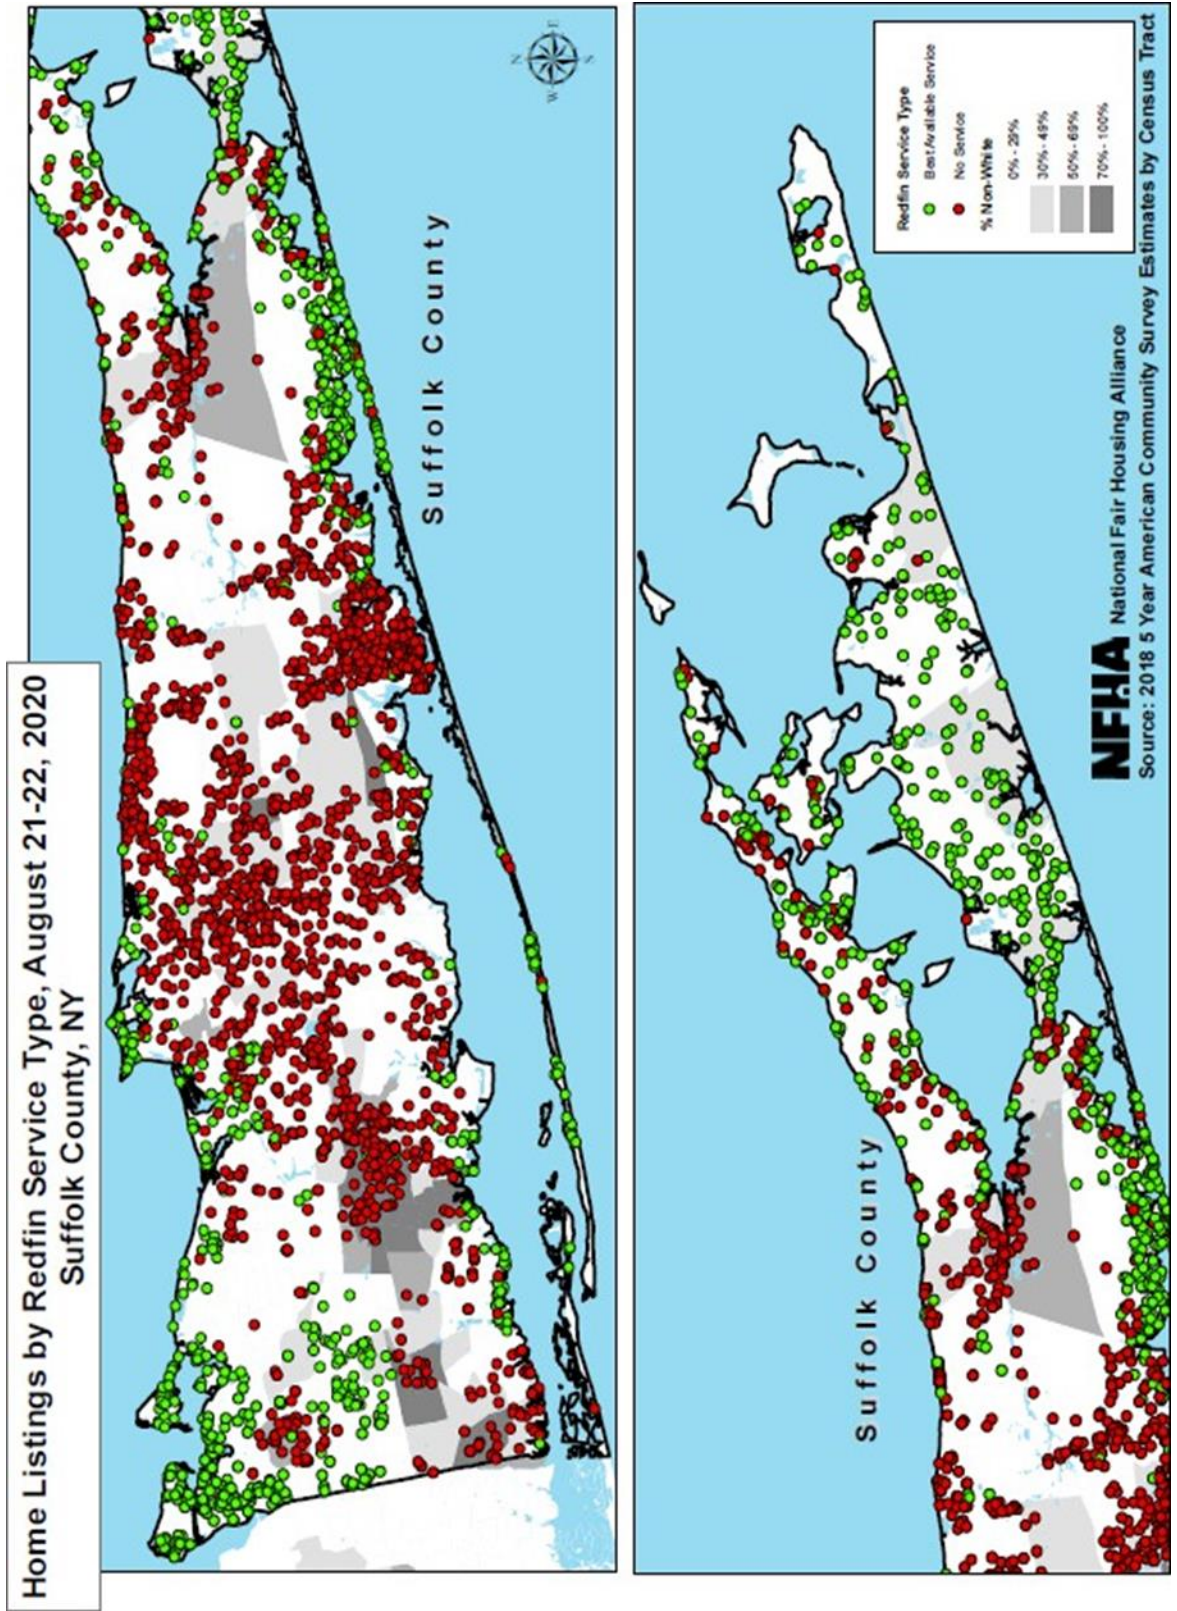 Home Listings by Redfin Service Type, August 21-22, 2020
Suffolk County, NY
N
W E
S
Suffolk County
Suffolk County
Redfin Service Type
Best Available Service
No Service
% Non-White
0% - 29%
30% - 49%
50% - 69%
70% - 100%
NFHA National Fair Housing Alliance
Source: 2018 5 Year American Community Survey Estimates by Census Tract